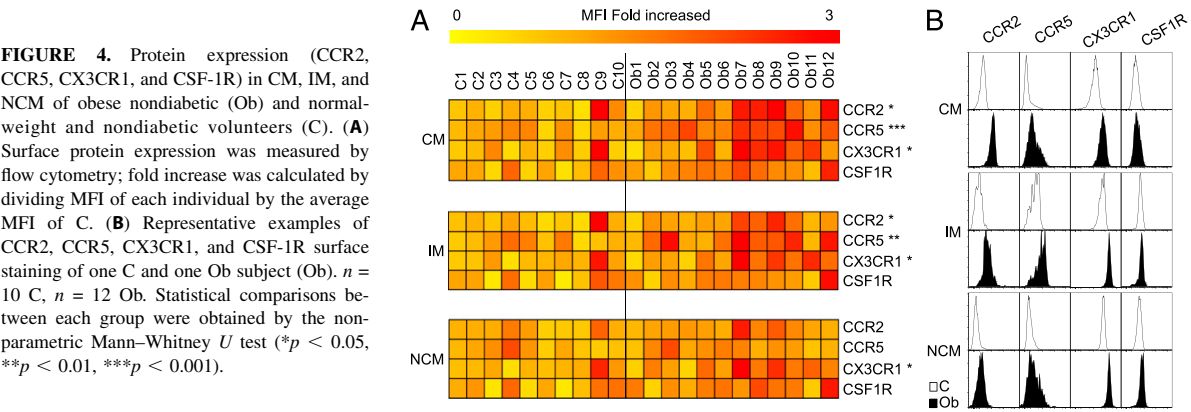 FIGURE 4. Protein expression (CCR2,
CCR5, CX3CR1, and CSF-1R) in CM, IM, and
NCM of obese nondiabetic (Ob) and normal-
weight and nondiabetic volunteers (C). (A)
Surface protein expression was measured by
flow cytometry; fold increase was calculated by
dividing MFI of each individual by the average
MFI of C. (B) Representative examples of
CCR2, CCR5, CX3CR1, and CSF-1R surface
staining of one C and one Ob subject (Ob). n =
10 C, n = 12 Ob. Statistical comparisons be-
tween each group were obtained by the non-
parametric Mann–Whitney U test (*p < 0.05,
**p < 0.01, ***p < 0.001).
A
0 MFI Fold increased 3
C1 C2 C3 C4 C5 C6 C7 C8 C9 C10 Ob1 Ob2 Ob3 Ob4 Ob5 Ob6 Ob7 Ob8 Ob9 Ob10 Ob11 Ob12
CM
CCR2 *
CCR5 ***
CX3CR1 *
CSF1R
IM
CCR2 *
CCR5 **
CX3CR1 *
CSF1R
NCM
CCR2
CCR5
CX3CR1 *
CSF1R
B
CCR2 CCR5 CX3CR1 CSF1R
CM
IM
NCM
C
Ob